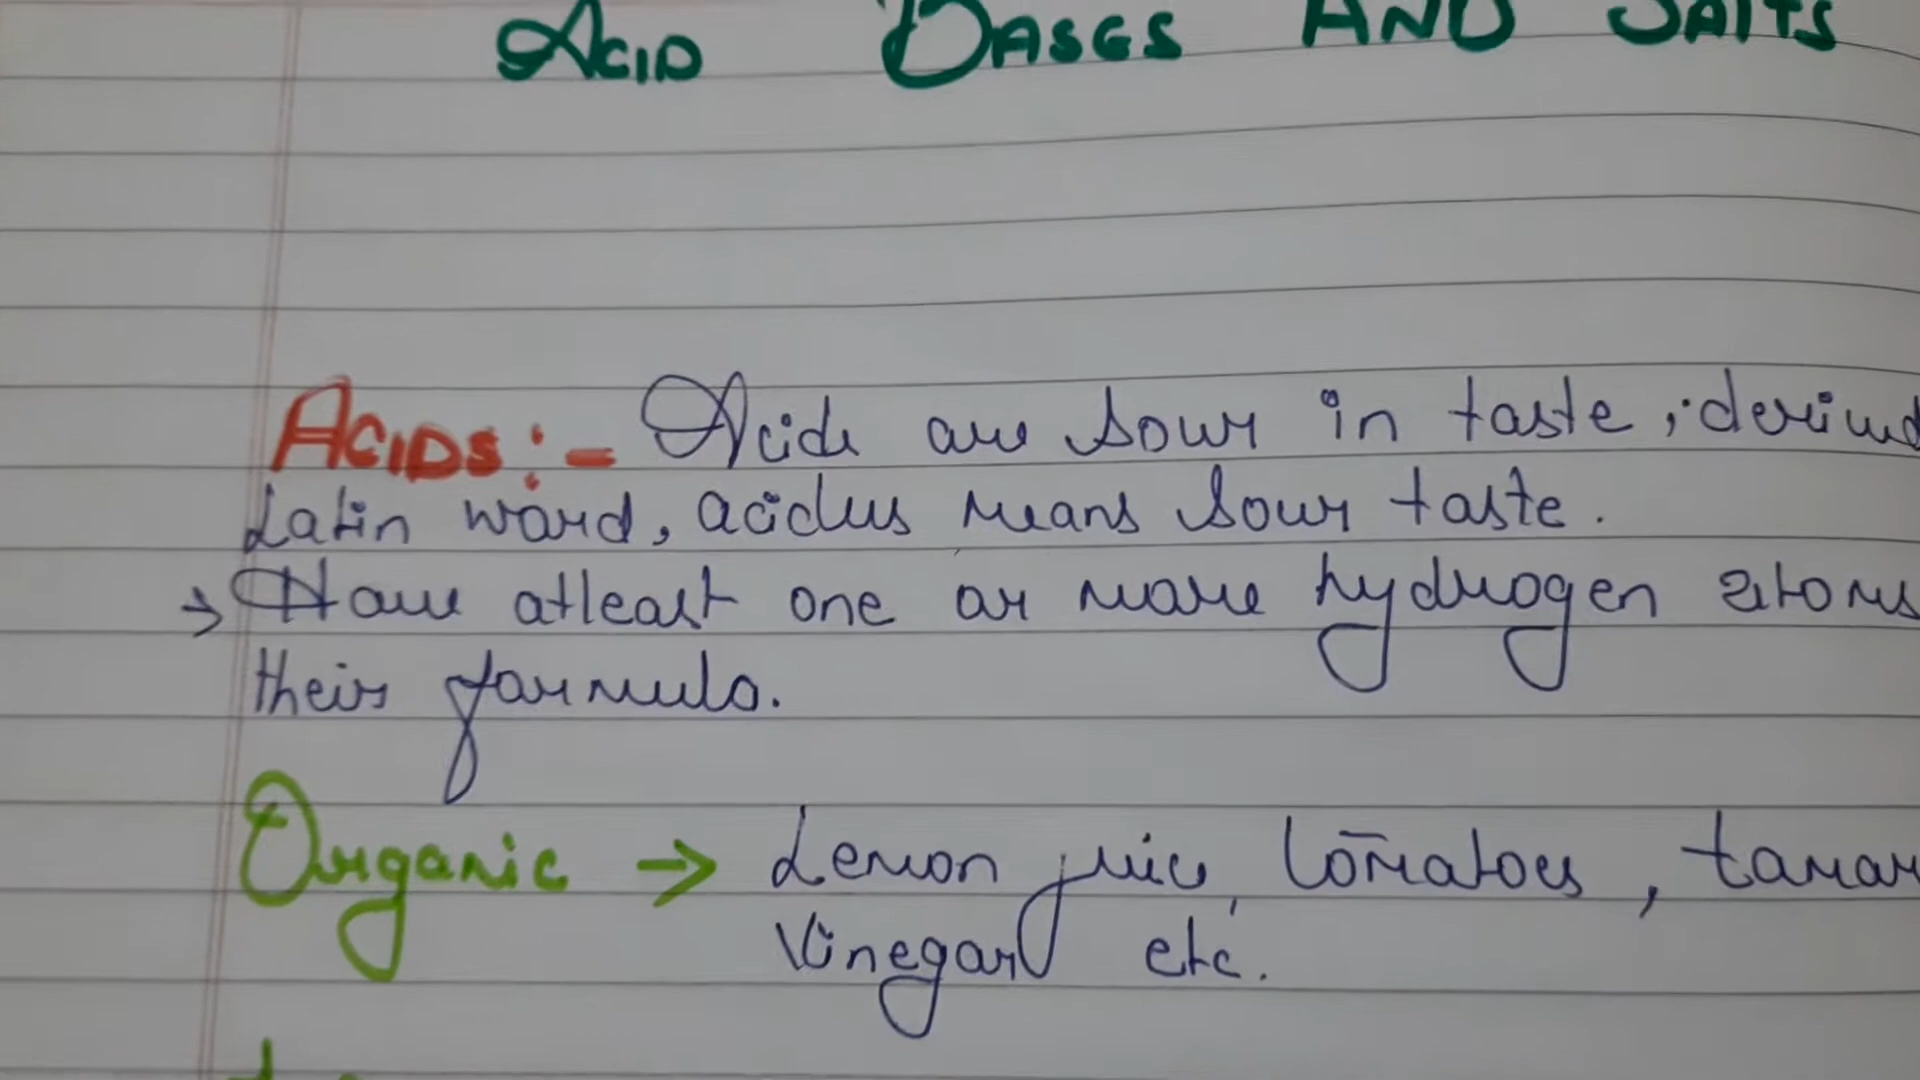 ACID BASES AND SALTS
ACIDS:- Acids are sour in taste, derived
Latin word, acidus means sour taste.
→ Have atleast one or more hydrogen atoms
their formula.
Organic → Lemon juice, tomatoes, tamar
Vinegar etc.